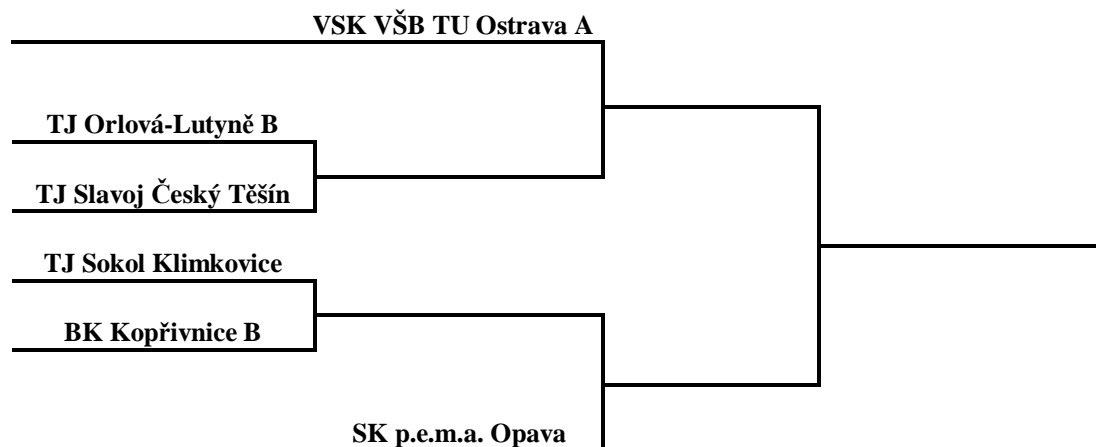 VSK VŠB TU Ostrava A
TJ Orlová-Lutyně B
TJ Slavoj Český Těšín
TJ Sokol Klimkovice
BK Kopřivnice B
SK p.e.m.a. Opava